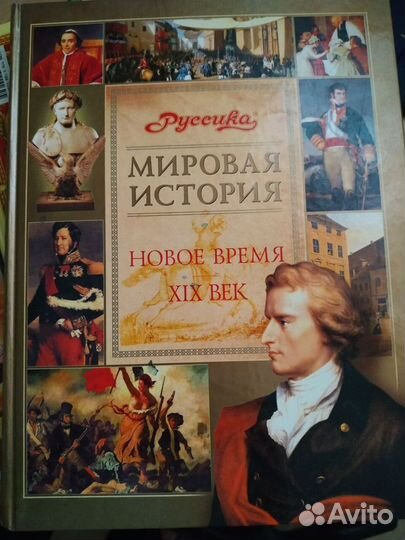 Руссика
МИРОВАЯ
ИСТОРИЯ
НОВОЕ ВРЕМЯ
XIX ВЕК
Avito